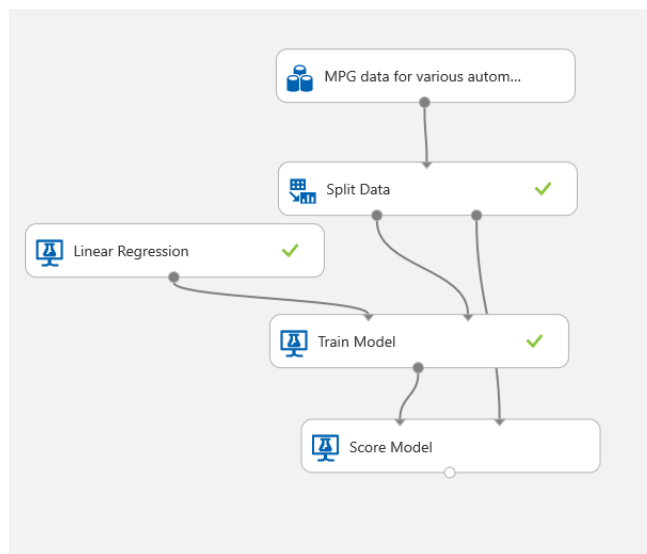 MPG data for various autom...
Split Data
Linear Regression
Train Model
Score Model